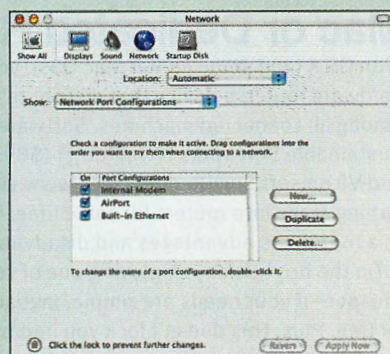 Network
Show All Displays Sound Network Startup Disk
Location: Automatic
Show: Network Port Configurations
Check a configuration to make it active. Drag configurations into the
order you want to try them when connecting to a network.
On Port Configurations
Internal Modem
AirPort
Built-in Ethernet
New...
Duplicate
Delete...
To change the name of a port configuration, double-click it.
Click the lock to prevent further changes.
Revert Apply Now